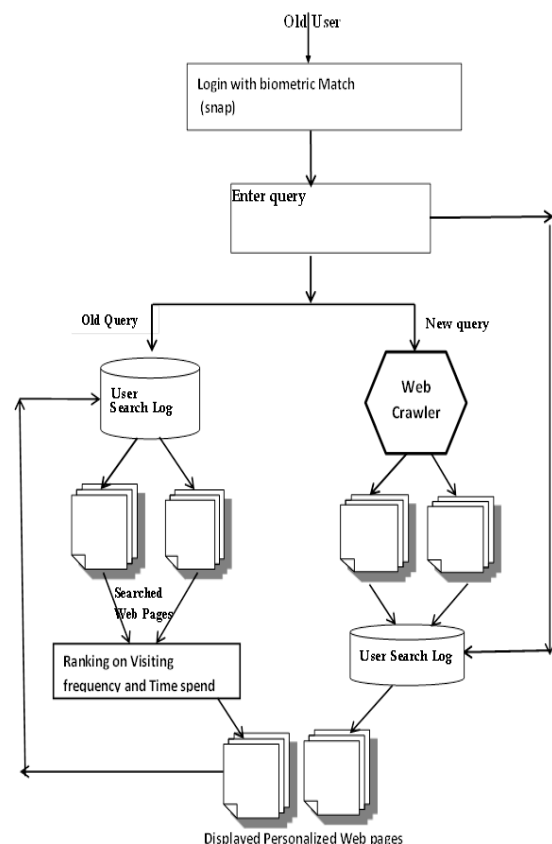 Old User
Login with biometric Match
(snap)
Enter query
Old Query
New query
User
Search Log
Web
Crawler
Searched
Web Pages
Ranking on Visiting
frequency and Time spend
User Search Log
Displayed Personalized Web pages